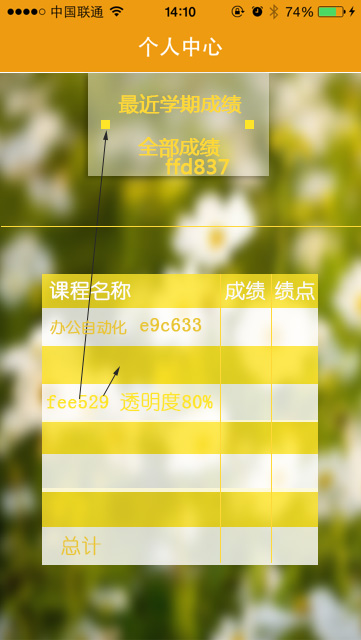 中国联通 14:10 74%
个人中心
最近学期成绩
全部成绩
ffd837
课程名称 成绩 绩点
办公自动化 e9c633
fee529 透明度80%
总计